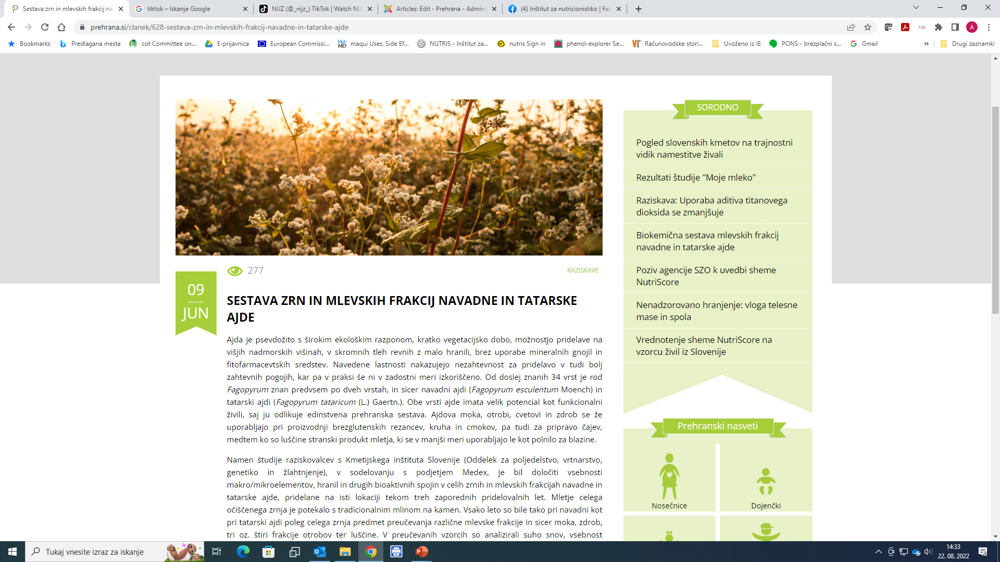 Sestava zrn in mlevskih frakcij na
tiktok – Iskanje Google
NIJZ (@_nijz_) TikTok | Watch NIJ
Articles: Edit - Prehrana - Admini
(4) Inštitut za nutricionistiko | Fac
prehrana.si/clanek/628-sestava-zrn-in-mlevskih-frakcij-navadne-in-tatarske-ajde
A
Bookmarks
Predlagana mesta
cot Committee on...
E-prijavnica
European Commissi...
maqui Uses, Side Ef...
NUTRIS - Inštitut za...
nutris Sign in
phenol-explorer Se...
Računovodske stori...
Uvoženo iz IE
PONS - brezplačni s...
Gmail
»
Drugi zaznamki
277
RAZISKAVE
09
JUN
SESTAVA ZRN IN MLEVSKIH FRAKCIJ NAVADNE IN TATARSKE
AJDE
Ajda je psevdožito s širokim ekološkim razponom, kratko vegetacijsko dobo, možnostjo pridelave na
višjih nadmorskih višinah, v skromnih tleh revnih z malo hranili, brez uporabe mineralnih gnojil in
fitofarmacevtskih sredstev. Navedene lastnosti nakazujejo nezahtevnost za pridelavo v tudi bolj
zahtevnih pogojih, kar pa v praksi še ni v zadostni meri izkoriščeno. Od doslej znanih 34 vrst je rod
Fagopyrum znan predvsem po dveh vrstah, in sicer navadni ajdi (Fagopyrum esculentum Moench) in
tatarski ajdi (Fagopyrum tataricum (L.) Gaertn.). Obe vrsti ajde imata velik potencial kot funkcionalni
živili, saj ju odlikuje edinstvena prehranska sestava. Ajdova moka, otrobi, cvetovi in zdrob se že
uporabljajo pri proizvodnji brezglutenskih rezancev, kruha in cmokov, pa tudi za pripravo čajev,
medtem ko so luščine stranski produkt mletja, ki se v manjši meri uporabljajo le kot polnilo za blazine.
Namen študije raziskovalcev s Kmetijskega inštituta Slovenije (Oddelek za poljedelstvo, vrtnarstvo,
genetiko in žlahtnjenje), v sodelovanju s podjetjem Medex, je bil določiti vsebnosti
makro/mikroelementov, hranil in drugih bioaktivnih spojin v celih zrnih in mlevskih frakcijah navadne in
tatarske ajde, pridelane na isti lokaciji tekom treh zaporednih pridelovalnih let. Mletje celega
očiščenega zrnja je potekalo s tradicionalnim mlinom na kamen. Vsako leto so bile tako pri navadni kot
pri tatarski ajdi poleg celega zrnja predmet preučevanja različne mlevske frakcije in sicer moka, zdrob,
tri oz. štiri frakcije otrobov ter luščine. V preučevanih vzorcih so analizirali suho snov, vsebnost
SORODNO
Pogled slovenskih kmetov na trajnostni
vidik namestitve živali
Rezultati študije "Moje mleko"
Raziskava: Uporaba aditiva titanovega
dioksida se zmanjšuje
Biokemična sestava mlevskih frakcij
navadne in tatarske ajde
Poziv agencije SZO k uvedbi sheme
NutriScore
Nenadzorovano hranjenje: vloga telesne
mase in spola
Vrednotenje sheme NutriScore na
vzorcu živil iz Slovenije
Prehranski nasveti
Nosečnice
Dojenčki
Tukaj vnesite izraz za iskanje
14:33
22. 08. 2022